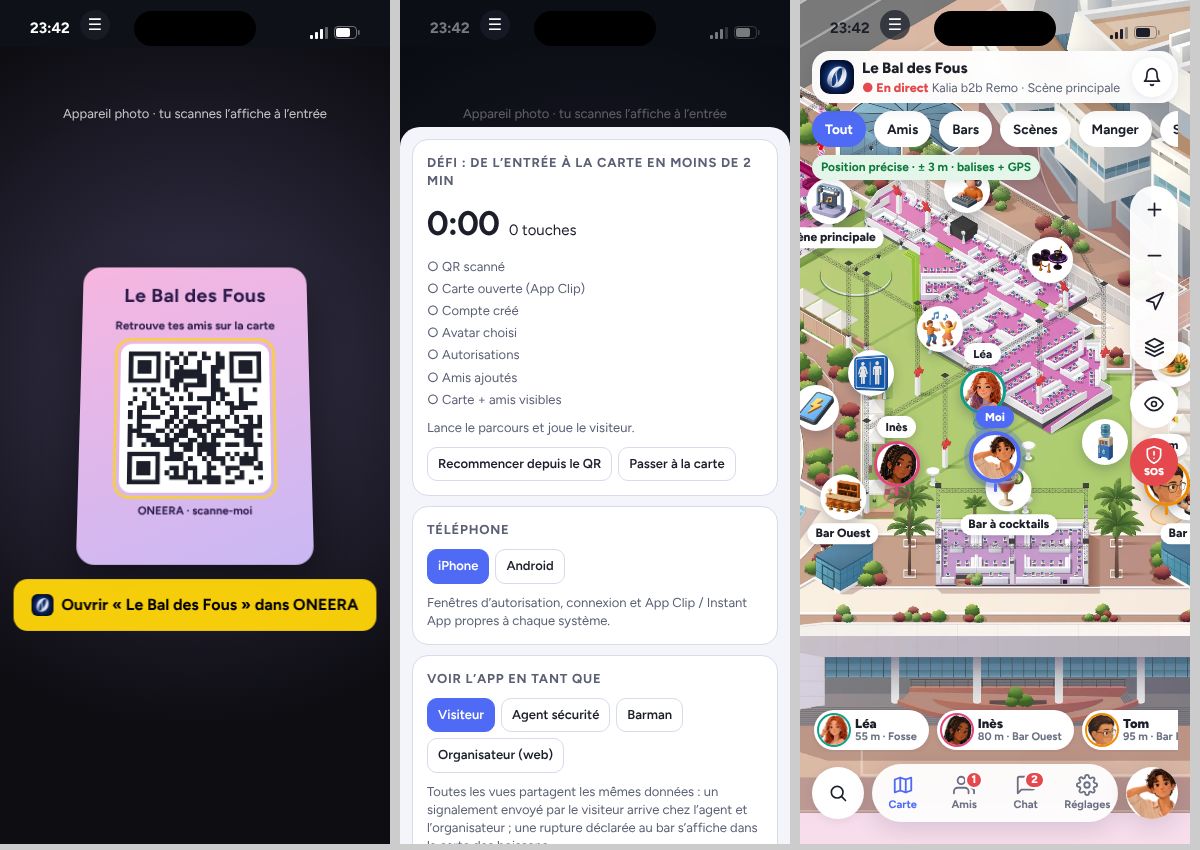 23:42
Appareil photo · tu scannes l'affiche à l'entrée
Le Bal des Fous
Retrouve tes amis sur la carte
ONEERA · scanne-moi
Ouvrir « Le Bal des Fous » dans ONEERA
23:42
Appareil photo · tu scannes l'affiche à l'entrée
DÉFI : DE L'ENTRÉE À LA CARTE EN MOINS DE 2
MIN
0:00 0 touches
QR scanné
Carte ouverte (App Clip)
Compte créé
Avatar choisi
Autorisations
Amis ajoutés
Carte + amis visibles
Lance le parcours et joue le visiteur.
Recommencer depuis le QR Passer à la carte
TÉLÉPHONE
iPhone Android
Fenêtres d'autorisation, connexion et App Clip / Instant
App propres à chaque système.
VOIR L'APP EN TANT QUE
Visiteur Agent sécurité Barman
Organisateur (web)
Toutes les vues partagent les mêmes données : un
signalement envoyé par le visiteur arrive chez l'agent et
l'organisateur ; une rupture déclarée au bar s'affiche dans
23:42
Le Bal des Fous
En direct Kalia b2b Remo · Scène principale
Tout Amis Bars Scènes Manger
Position précise · ± 3 m · balises + GPS
ène principale
Léa
Moi
Inès
SOS
Bar à cocktails
Bar Ouest
Bar
Léa
55 m · Fosse
Inès
80 m · Bar Ouest
Tom
95 m · Bar
Carte
1
Amis
2
Chat
Réglages